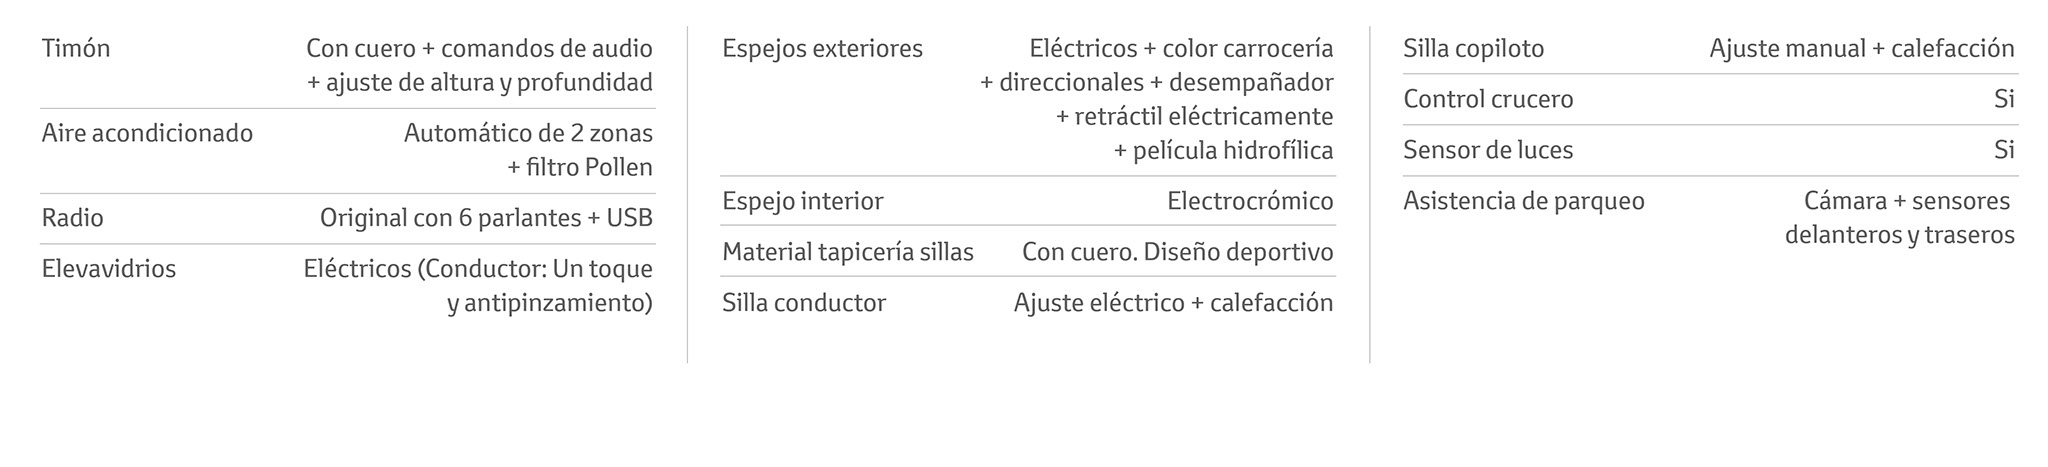 Timón Con cuero + comandos de audio
+ ajuste de altura y profundidad
Aire acondicionado Automático de 2 zonas
+ filtro Pollen
Radio Original con 6 parlantes + USB
Elevavidrios Eléctricos (Conductor: Un toque
y antipinzamiento)
Espejos exteriores Eléctricos + color carrocería
+ direccionales + desempañador
+ retráctil eléctricamente
+ película hidrofílica
Espejo interior Electrocrómico
Material tapicería sillas Con cuero. Diseño deportivo
Silla conductor Ajuste eléctrico + calefacción
Silla copiloto Ajuste manual + calefacción
Control crucero Si
Sensor de luces Si
Asistencia de parqueo Cámara + sensores
delanteros y traseros